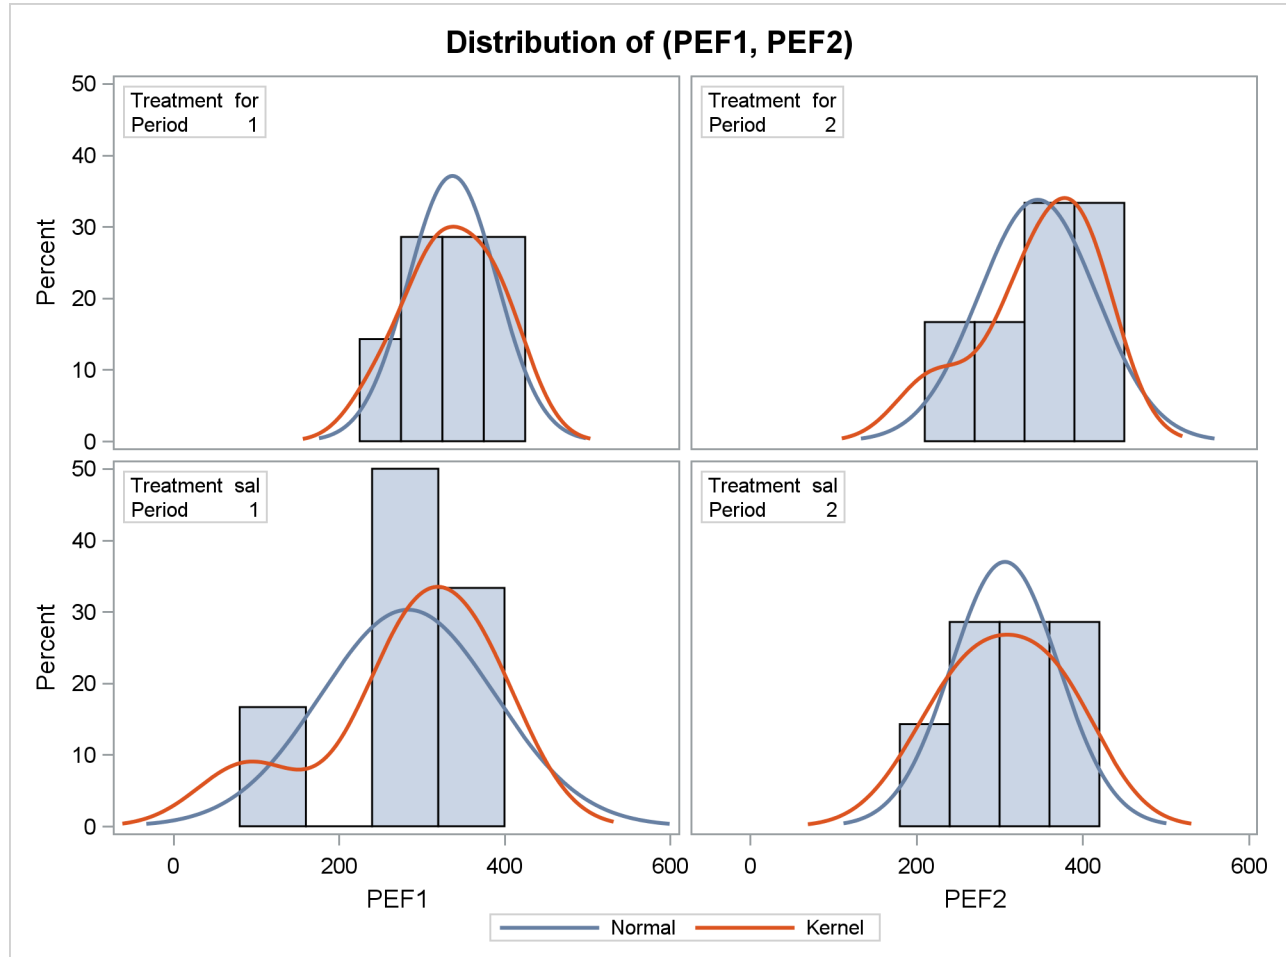 Distribution of (PEF1, PEF2)
50
40
30
20
10
0
Percent
Treatment for
Period 1
Treatment for
Period 2
50
40
30
20
10
0
Percent
Treatment sal
Period 1
Treatment sal
Period 2
0 200 400 600
0 200 400 600
PEF1
PEF2
Normal Kernel